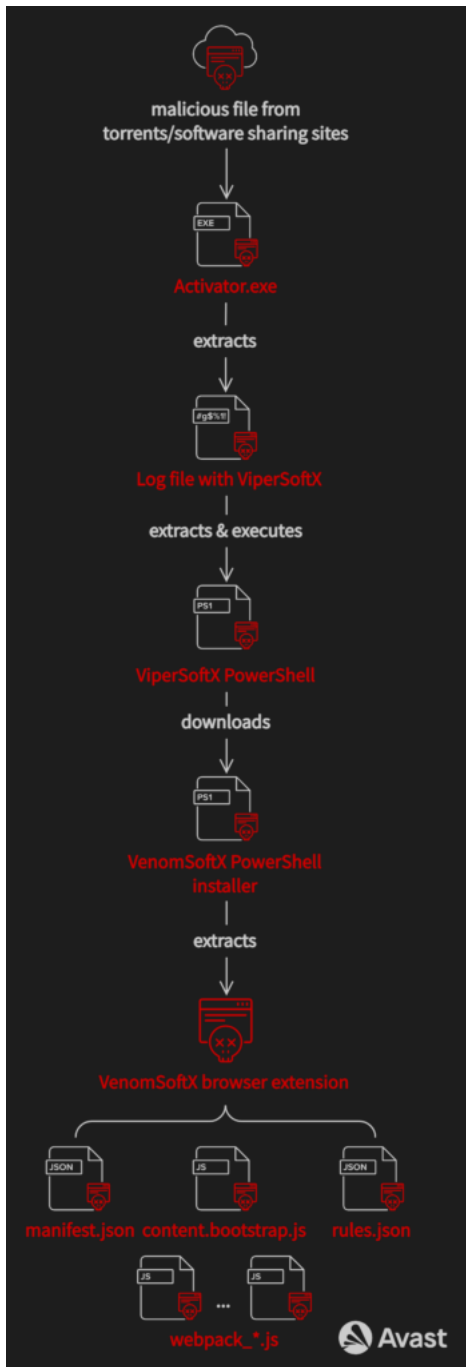 malicious file from
torrents/software sharing sites
EXE
Activator.exe
extracts
#g$%1!
Log file with ViperSoftX
extracts & executes
PS1
ViperSoftX PowerShell
downloads
PS1
VenomSoftX PowerShell
installer
extracts
VenomSoftX browser extension
JSON JS JSON
manifest.json content.bootstrap.js rules.json
JS ... JS
webpack_*.js
Avast